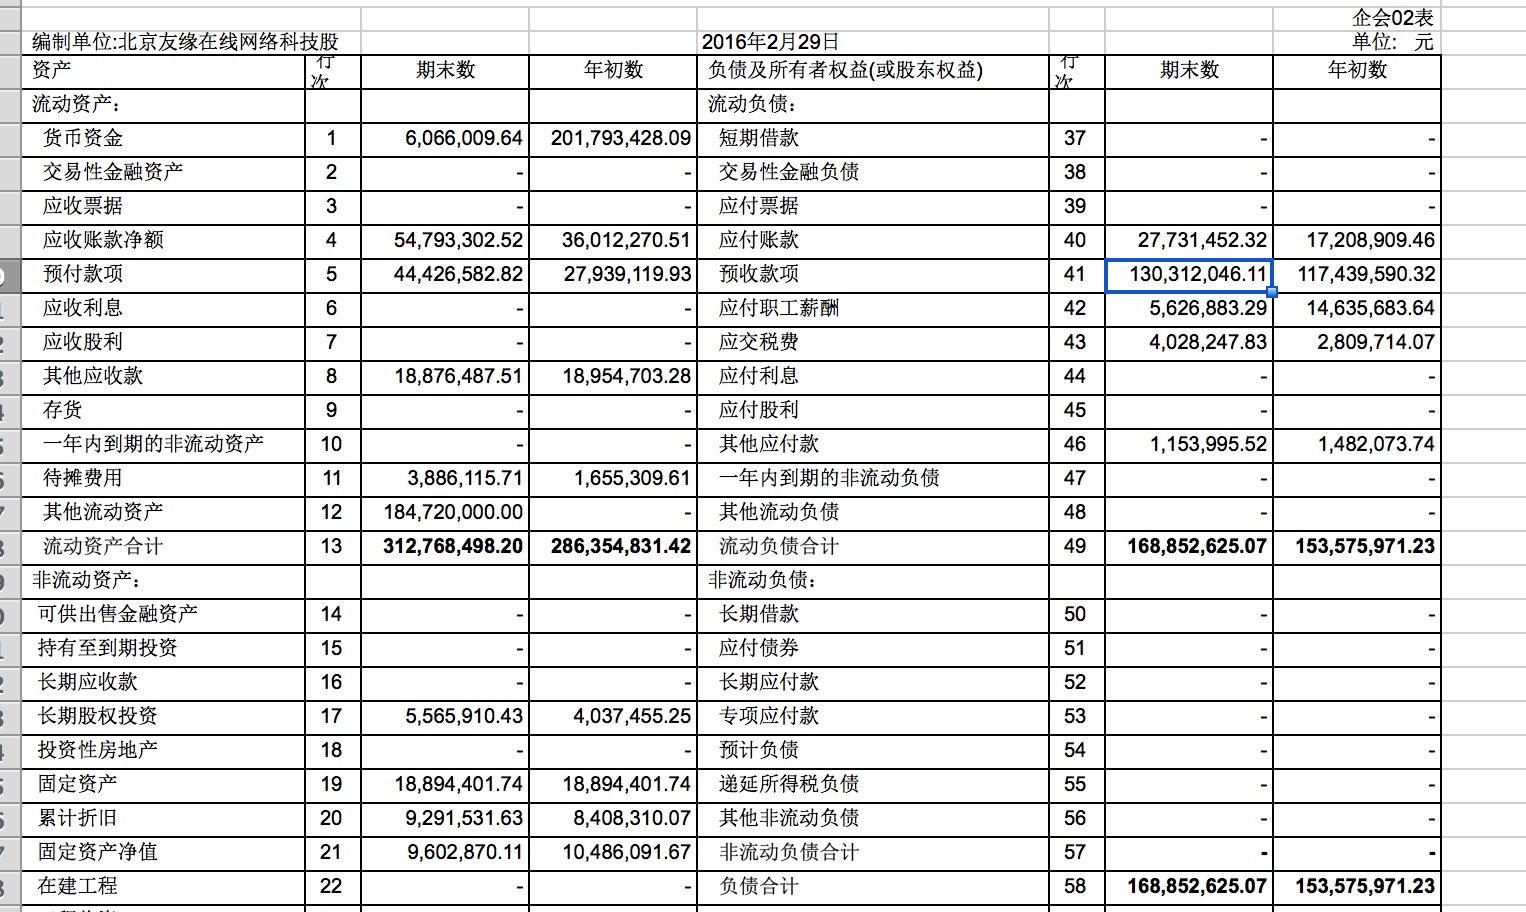 企会02表
编制单位:北京友缘在线网络科技股 2016年2月29日 单位: 元
资产 行次 期末数 年初数 负债及所有者权益(或股东权益) 行次 期末数 年初数
流动资产: 流动负债:
货币资金 1 6,066,009.64 201,793,428.09 短期借款 37 - -
交易性金融资产 2 - - 交易性金融负债 38 - -
应收票据 3 - - 应付票据 39 - -
应收账款净额 4 54,793,302.52 36,012,270.51 应付账款 40 27,731,452.32 17,208,909.46
预付款项 5 44,426,582.82 27,939,119.93 预收款项 41 130,312,046.11 117,439,590.32
应收利息 6 - - 应付职工薪酬 42 5,626,883.29 14,635,683.64
应收股利 7 - - 应交税费 43 4,028,247.83 2,809,714.07
其他应收款 8 18,876,487.51 18,954,703.28 应付利息 44 - -
存货 9 - - 应付股利 45 - -
一年内到期的非流动资产 10 - - 其他应付款 46 1,153,995.52 1,482,073.74
待摊费用 11 3,886,115.71 1,655,309.61 一年内到期的非流动负债 47 - -
其他流动资产 12 184,720,000.00 - 其他流动负债 48 - -
流动资产合计 13 312,768,498.20 286,354,831.42 流动负债合计 49 168,852,625.07 153,575,971.23
非流动资产: 非流动负债:
可供出售金融资产 14 - - 长期借款 50 - -
持有至到期投资 15 - - 应付债券 51 - -
长期应收款 16 - - 长期应付款 52 - -
长期股权投资 17 5,565,910.43 4,037,455.25 专项应付款 53 - -
投资性房地产 18 - - 预计负债 54 - -
固定资产 19 18,894,401.74 18,894,401.74 递延所得税负债 55 - -
累计折旧 20 9,291,531.63 8,408,310.07 其他非流动负债 56 - -
固定资产净值 21 9,602,870.11 10,486,091.67 非流动负债合计 57 - -
在建工程 22 - - 负债合计 58 168,852,625.07 153,575,971.23